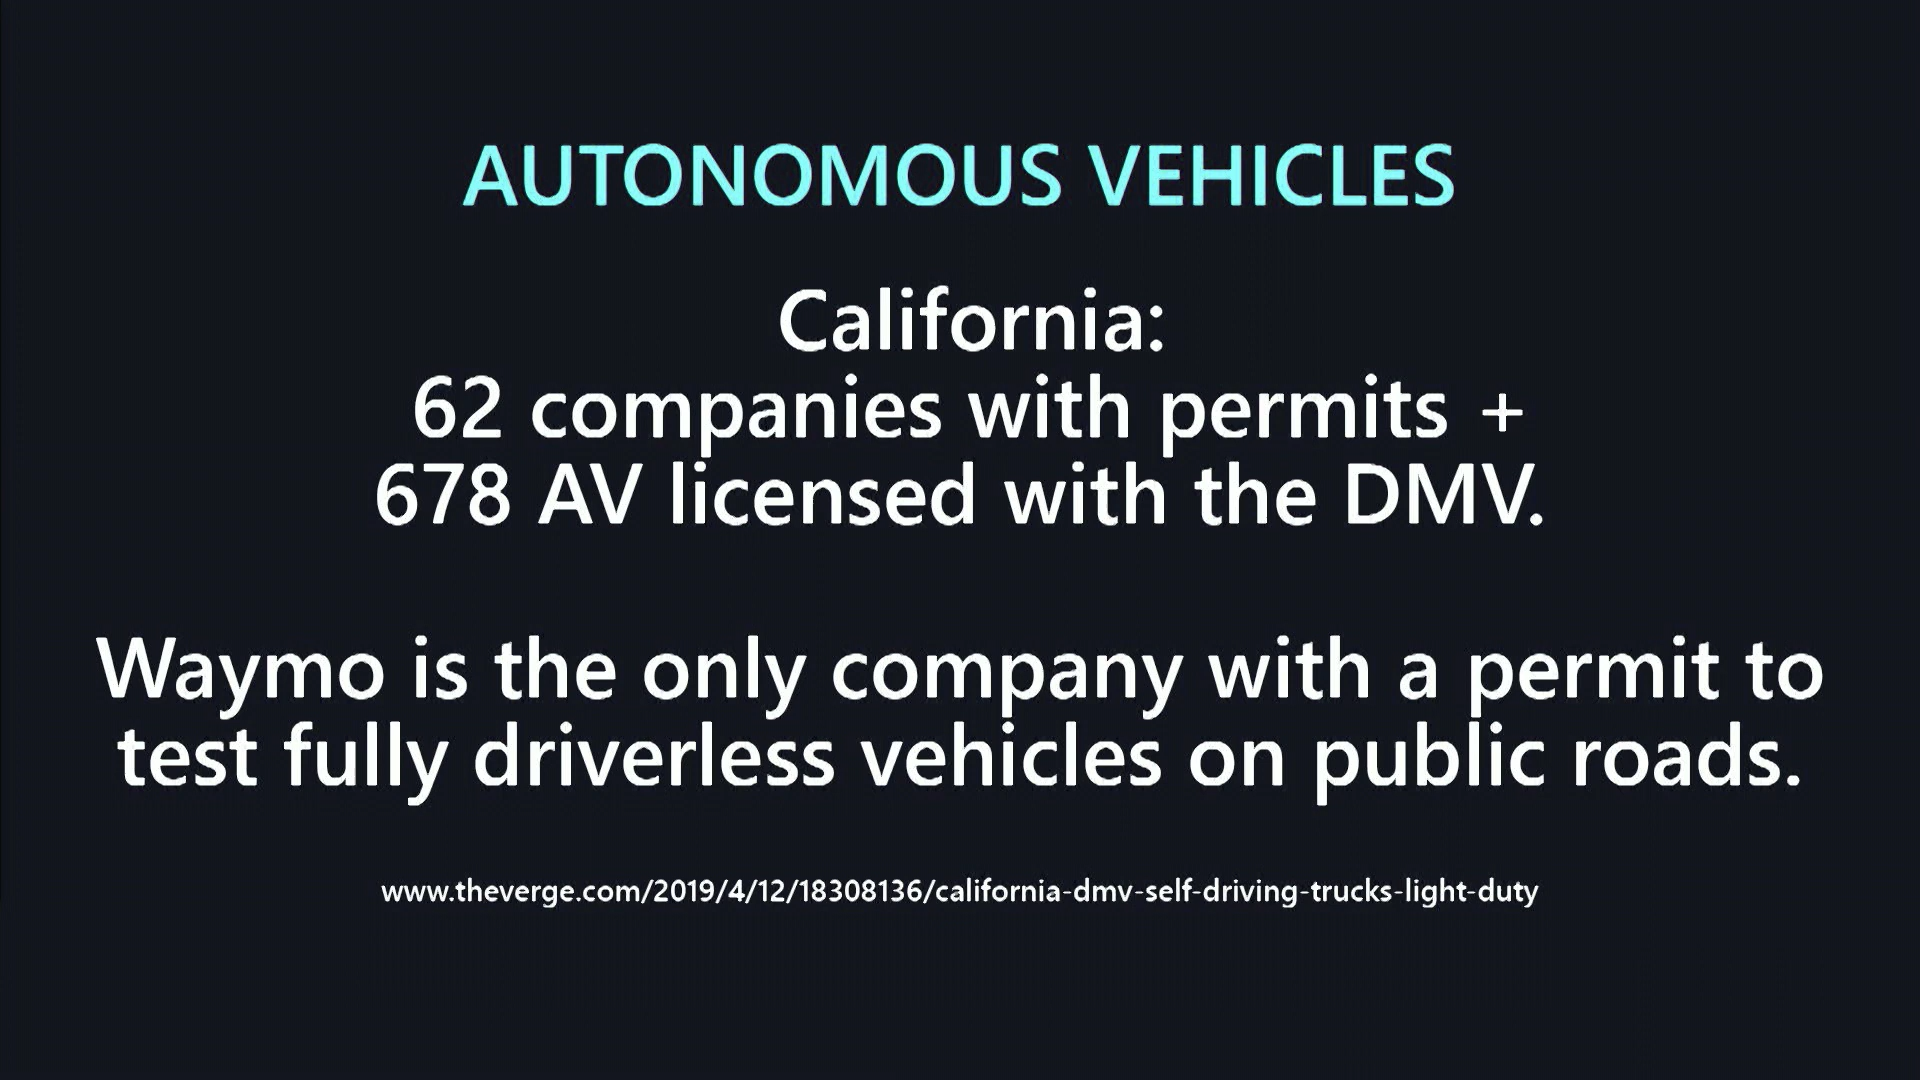 AUTONOMOUS VEHICLES
California:
62 companies with permits +
678 AV licensed with the DMV.
Waymo is the only company with a permit to
test fully driverless vehicles on public roads.
www.theverge.com/2019/4/12/18308136/california-dmv-self-driving-trucks-light-duty